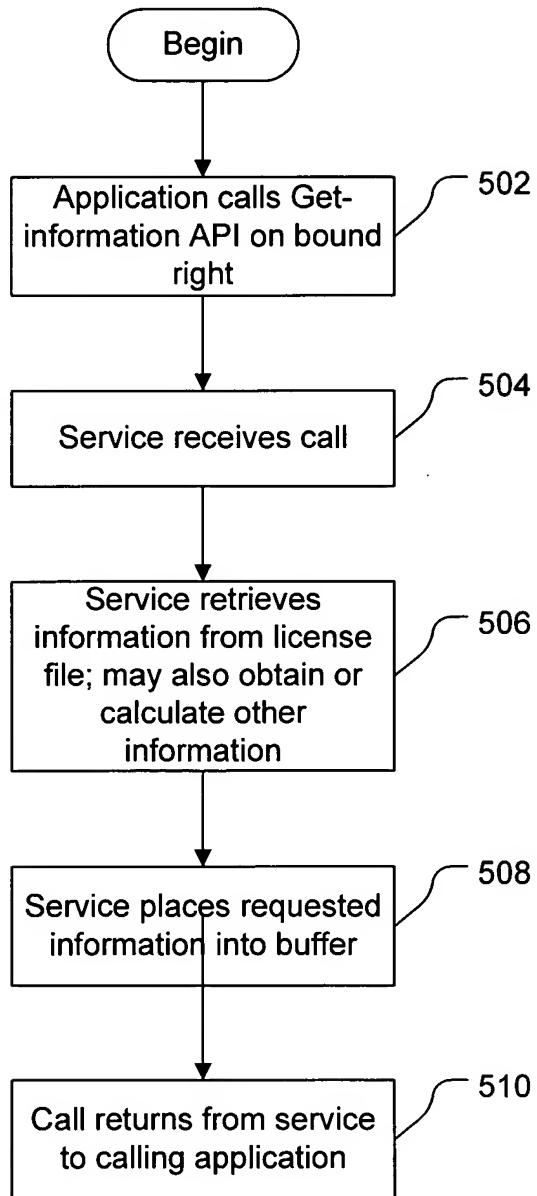 Begin
Application calls Get-
information API on bound
right
502
Service receives call
504
Service retrieves
information from license
file; may also obtain or
calculate other
information
506
Service places requested
information into buffer
508
Call returns from service
to calling application
510